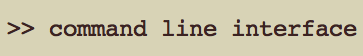 >> command line interface